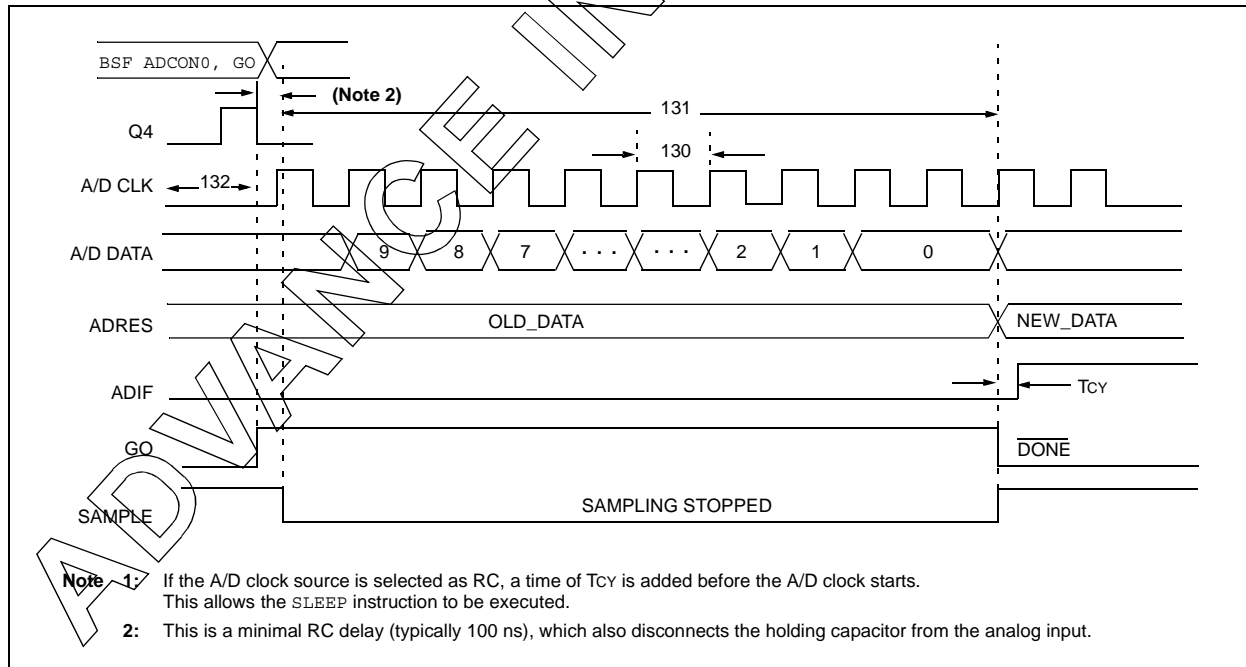 BSF ADCON0, GO
(Note 2)
131
Q4
130
A/D CLK
132
A/D DATA
9 8 7 . . . . . . 2 1 0
ADRES
OLD_DATA
NEW_DATA
ADIF
TCY
GO
DONE
SAMPLE
SAMPLING STOPPED
Note 1: If the A/D clock source is selected as RC, a time of TCY is added before the A/D clock starts.
This allows the SLEEP instruction to be executed.
2: This is a minimal RC delay (typically 100 ns), which also disconnects the holding capacitor from the analog input.
ADVANCE IN